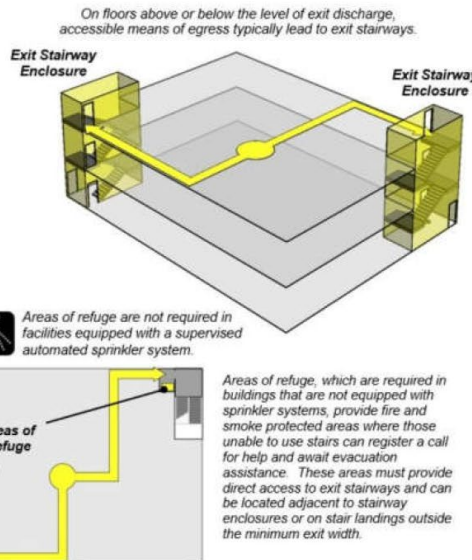 On floors above or below the level of exit discharge,
accessible means of egress typically lead to exit stairways.
Exit Stairway
Enclosure
Exit Stairway
Enclosure
Areas of refuge are not required in
facilities equipped with a supervised
automated sprinkler system.
Areas of refuge, which are required in
buildings that are not equipped with
sprinkler systems, provide fire and
smoke protected areas where those
unable to use stairs can register a call
for help and await evacuation
assistance. These areas must provide
direct access to exit stairways and can
be located adjacent to stairway
enclosures or on stair landings outside
the minimum exit width.
eas of
efuge